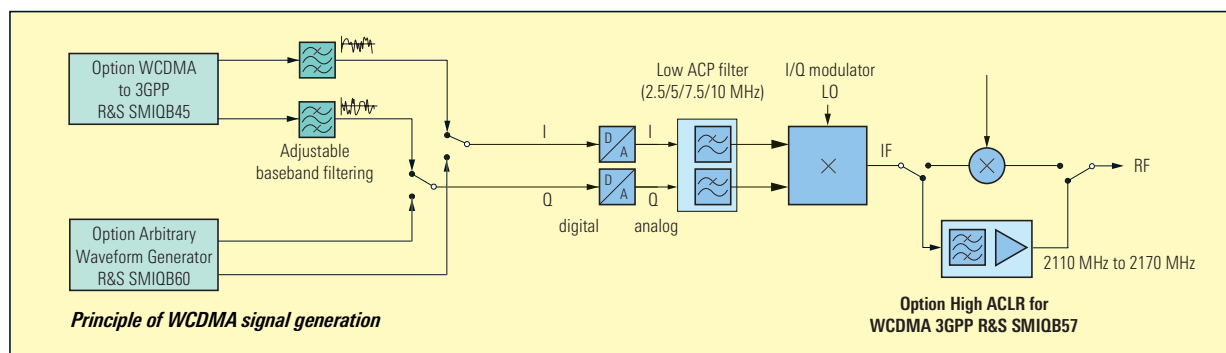 Option WCDMA
to 3GPP
R&S SMIQB45
Adjustable
baseband filtering
Option Arbitrary
Waveform Generator
R&S SMIQB60
Principle of WCDMA signal generation
I
Q
digital
D
A
D
A
I
Q
analog
Low ACP filter
(2.5/5/7.5/10 MHz)
I/Q modulator
LO
IF
RF
2110 MHz to 2170 MHz
Option High ACLR for
WCDMA 3GPP R&S SMIQB57